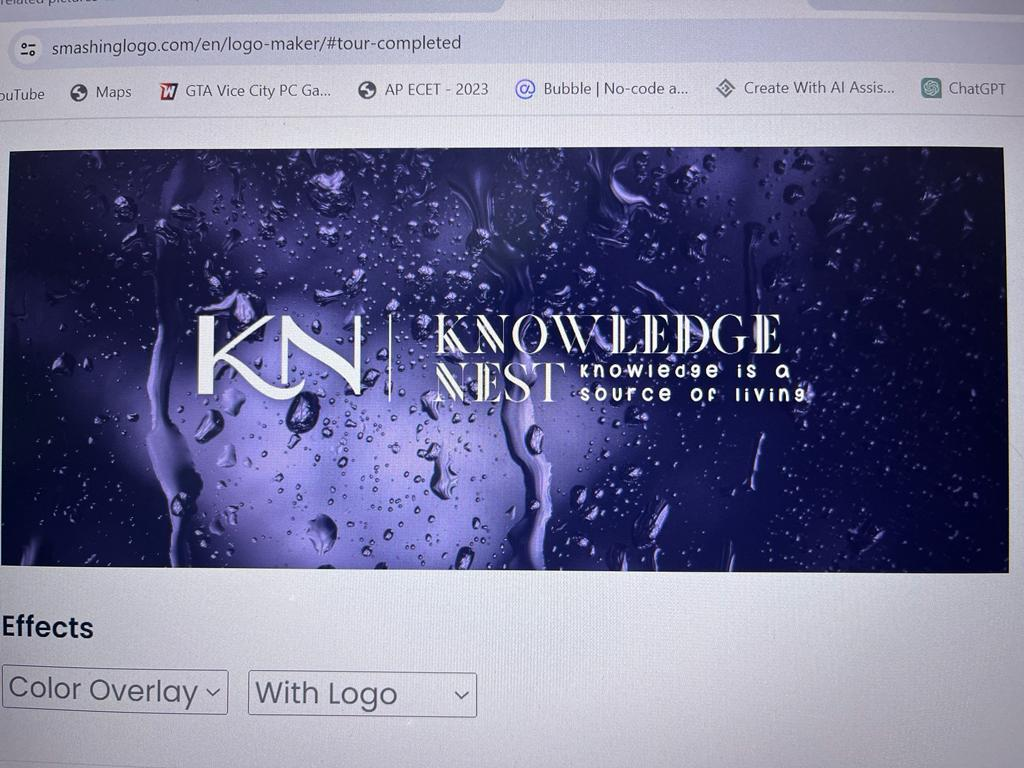 smashinglogo.com/en/logo-maker/#tour-completed
ouTube Maps GTA Vice City PC Ga... AP ECET - 2023 Bubble | No-code a... Create With AI Assis... ChatGPT
KN KNOWLEDGE
NEST knowledge is a
source of living
Effects
Color Overlay With Logo